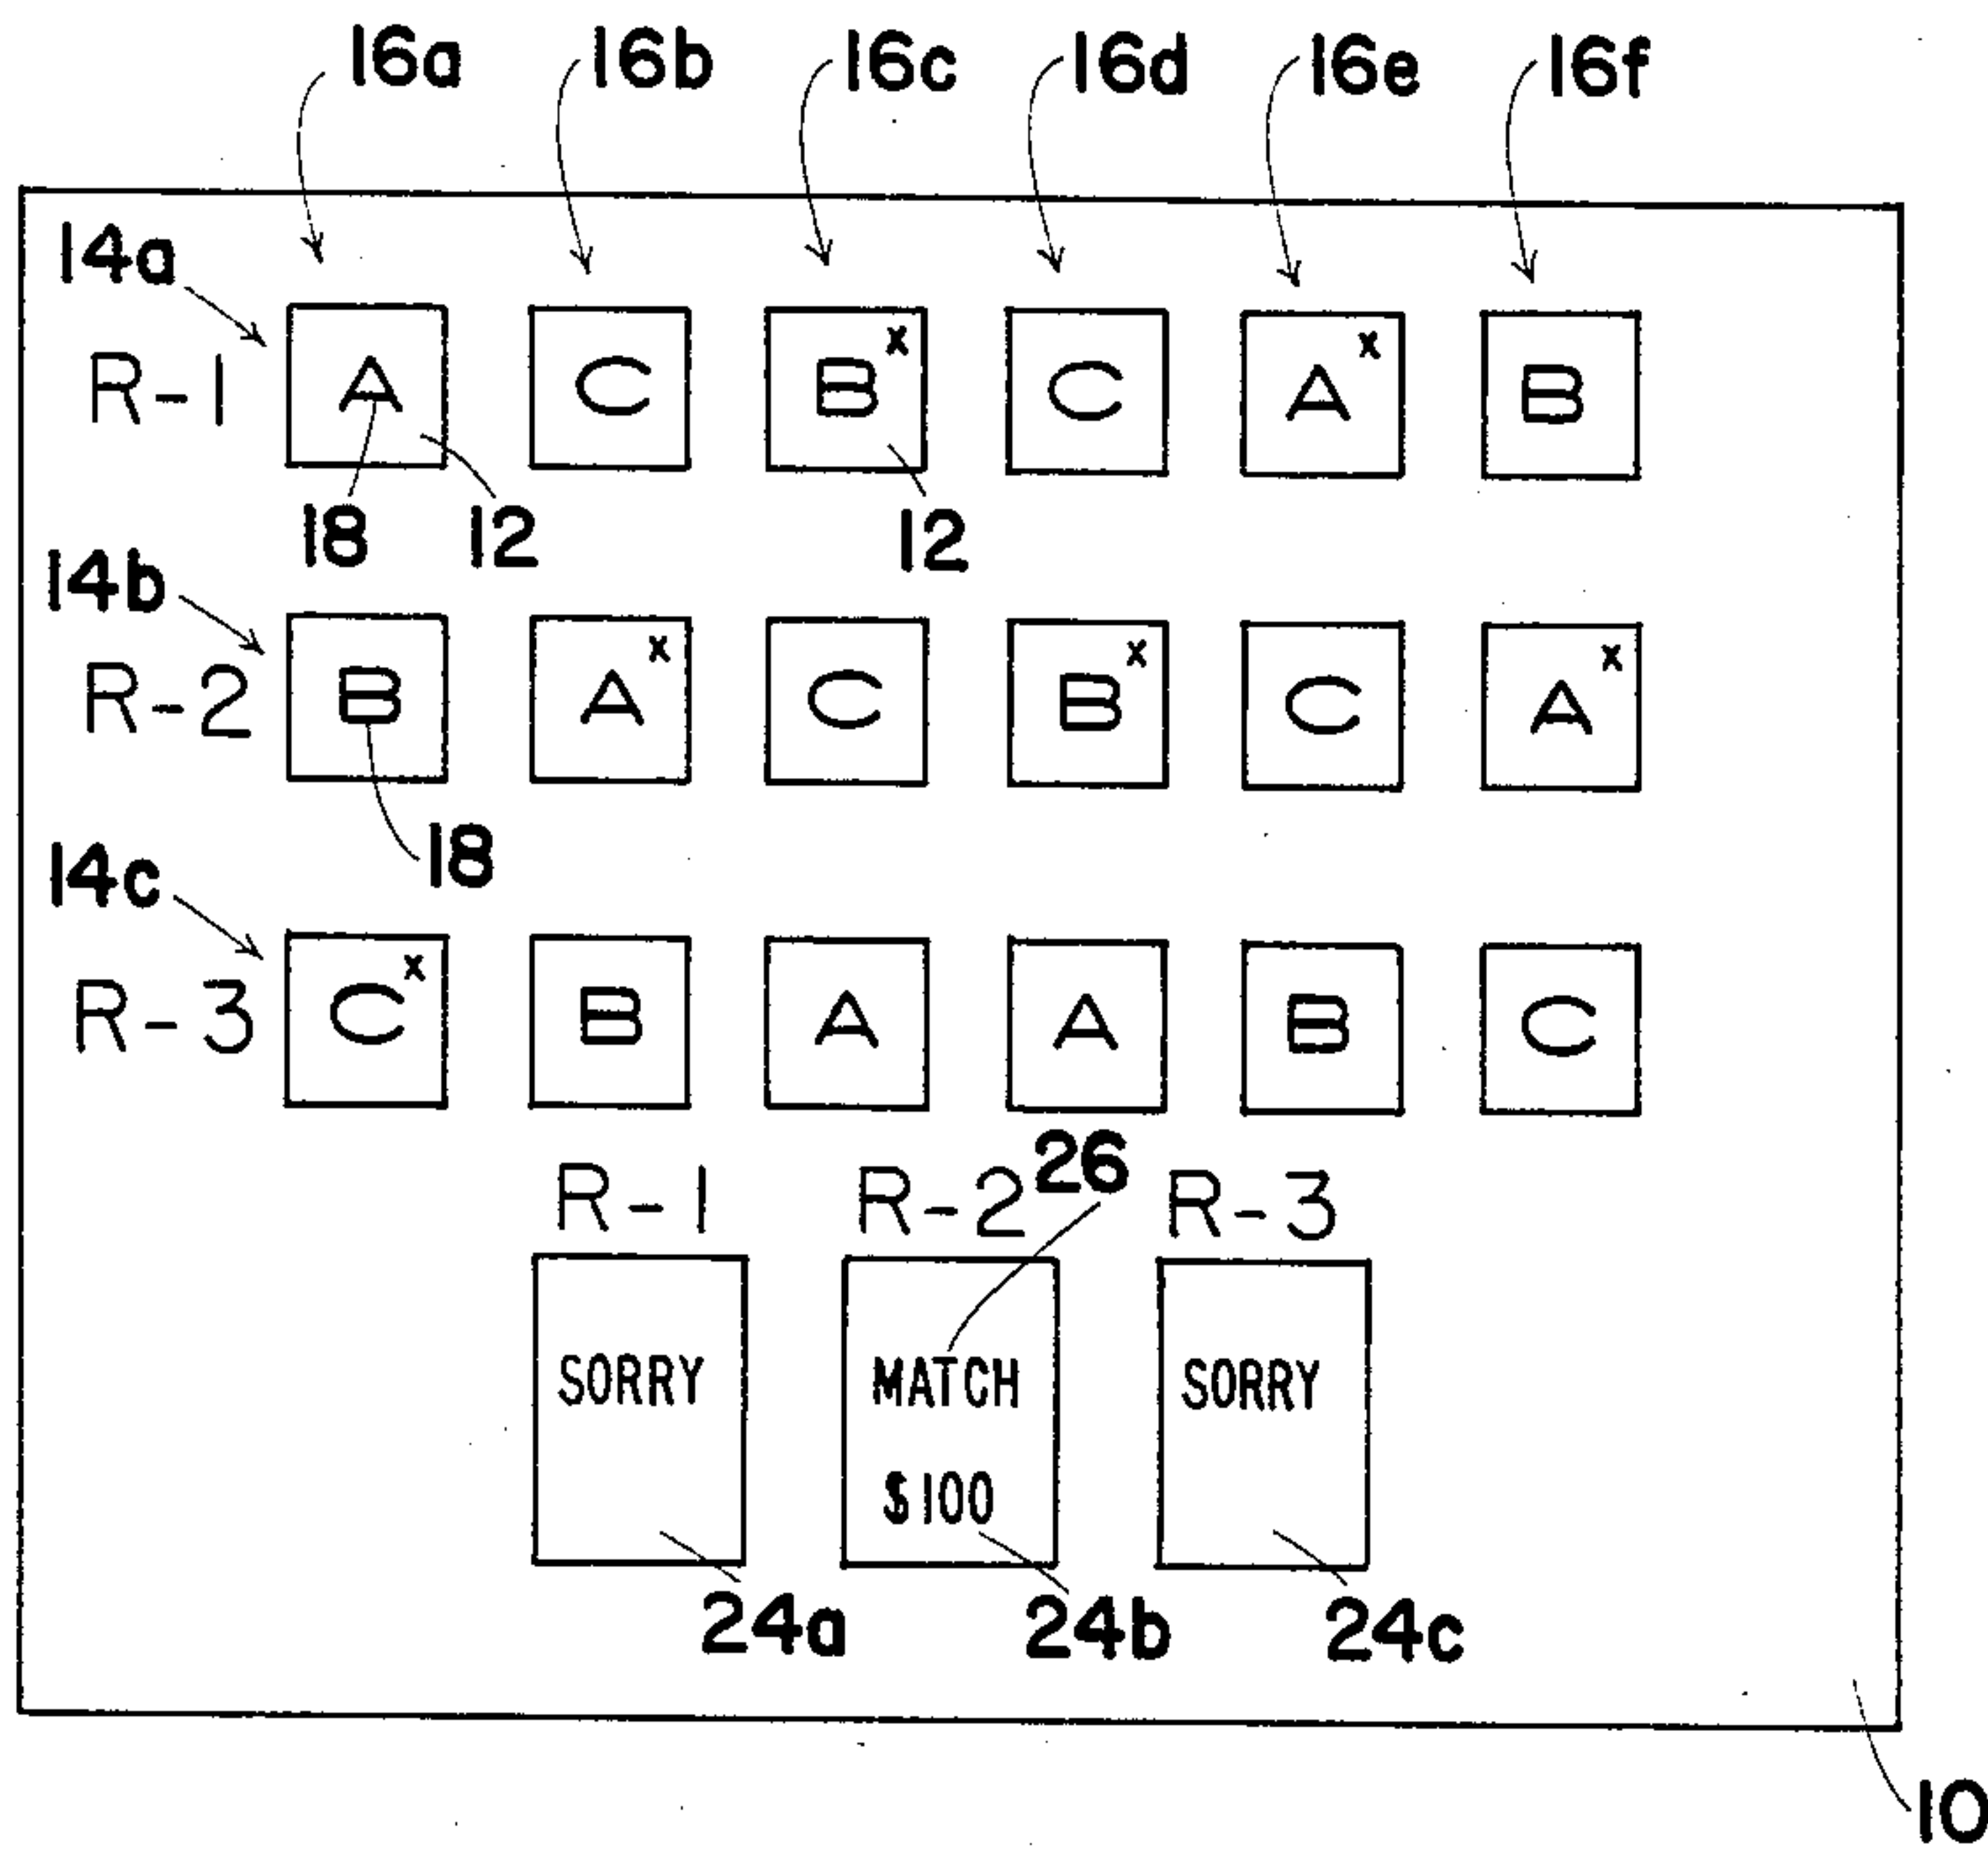 16a 16b 16c 16d 16e 16f
14a
R-1 A C B x C A x B
18 12 12
14b
R-2 B A x C B x C A x
18
14c
R-3 C x B A A B C
26
R-1 R-2 R-3
SORRY MATCH SORRY
$100
24a 24b 24c
10